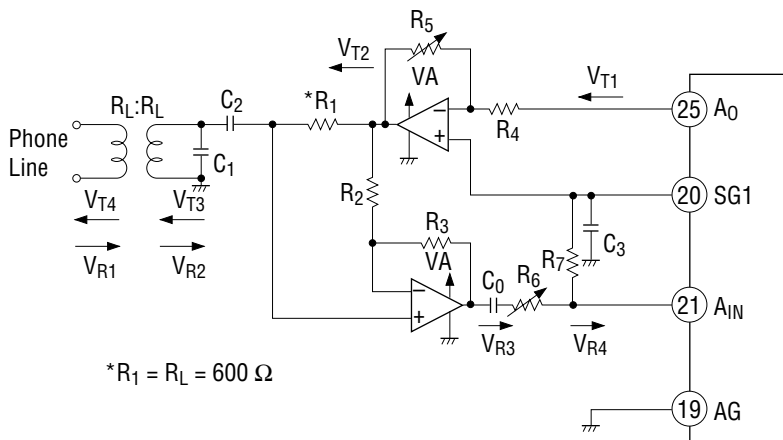 R5
VT2
VA
VT1
RL:RL
C2
*R1
25
AO
Phone
Line
C1
R4
20
SG1
VT4
VT3
R2
VR1
VR2
R3
VA
C3
R7
C0
R6
21
AIN
VR3
VR4
*R1 = RL = 600 Ω
19
AG